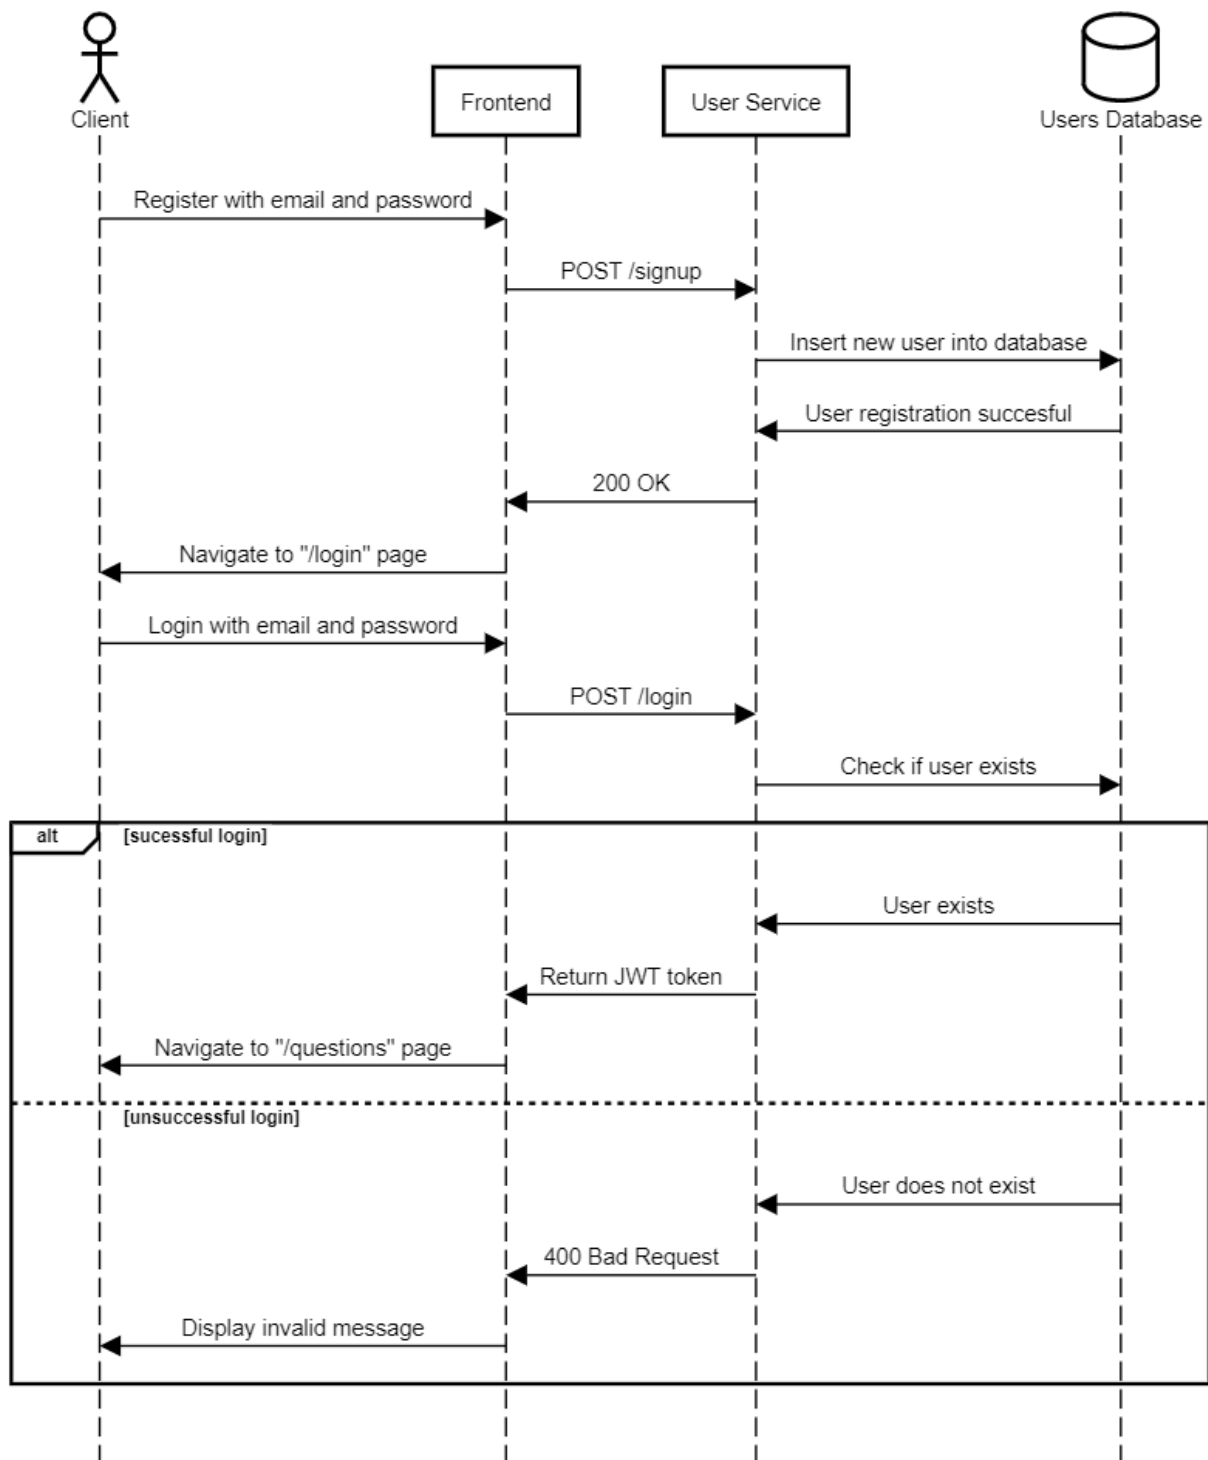 Client
Frontend
User Service
Users Database
Register with email and password
POST /signup
Insert new user into database
User registration succesful
200 OK
Navigate to "/login" page
Login with email and password
POST /login
Check if user exists
alt
[sucessful login]
User exists
Return JWT token
Navigate to "/questions" page
[unsuccessful login]
User does not exist
400 Bad Request
Display invalid message